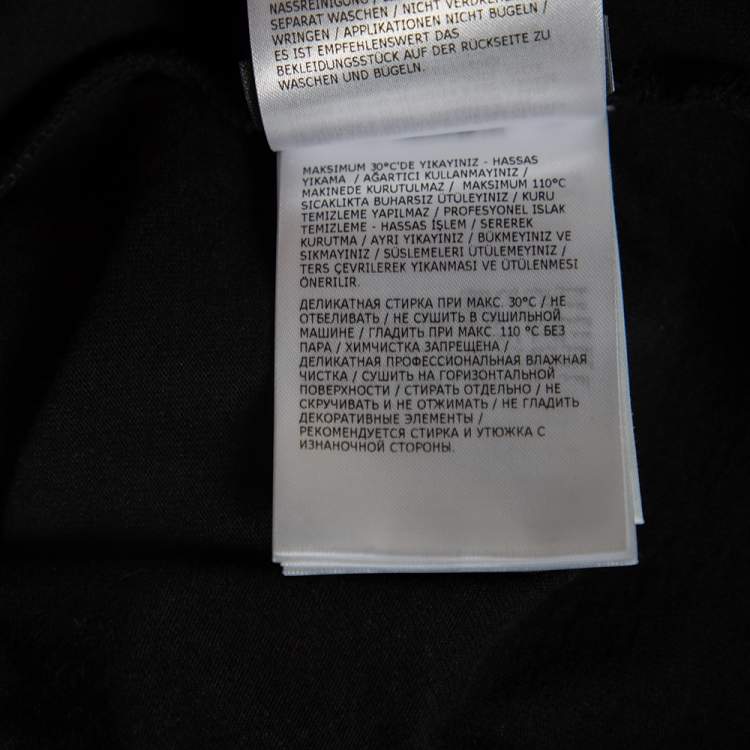 NASSREINIGUNG /
SEPARAT WASCHEN / NICHT VERDREHEN
WRINGEN / APPLIKATIONEN NICHT BÜGELN /
ES IST EMPFEHLENSWERT DAS
BEKLEIDUNGSSTÜCK AUF DER RÜCKSEITE ZU
WASCHEN UND BÜGELN.
MAKSIMUM 30°C'DE YIKAYINIZ - HASSAS
YIKAMA / AĞARTICI KULLANMAYINIZ /
MAKINEDE KURUTULMAZ / MAKSIMUM 110°C
SICAKLIKTA BUHARSIZ ÜTÜLEYINIZ / KURU
TEMIZLEME YAPILMAZ / PROFESYONEL ISLAK
TEMIZLEME - HASSAS İŞLEM / SEREREK
KURUTMA / AYRI YIKAYINIZ / BÜKMEYINIZ VE
SIKMAYINIZ / SÜSLEMELERI ÜTÜLEMEYINIZ /
TERS ÇEVRILEREK YIKANMASI VE ÜTÜLENMESI
ÖNERILIR.
ДЕЛИКАТНАЯ СТИРКА ПРИ МАКС. 30°C / НЕ
ОТБЕЛИВАТЬ / НЕ СУШИТЬ В СУШИЛЬНОЙ
МАШИНЕ / ГЛАДИТЬ ПРИ МАКС. 110 °C БЕЗ
ПАРА / ХИМЧИСТКА ЗАПРЕЩЕНА /
ДЕЛИКАТНАЯ ПРОФЕССИОНАЛЬНАЯ ВЛАЖНАЯ
ЧИСТКА / СУШИТЬ НА ГОРИЗОНТАЛЬНОЙ
ПОВЕРХНОСТИ / СТИРАТЬ ОТДЕЛЬНО / НЕ
СКРУЧИВАТЬ И НЕ ОТЖИМАТЬ / НЕ ГЛАДИТЬ
ДЕКОРАТИВНЫЕ ЭЛЕМЕНТЫ /
РЕКОМЕНДУЕТСЯ СТИРКА И УТЮЖКА С
ИЗНАНОЧНОЙ СТОРОНЫ.